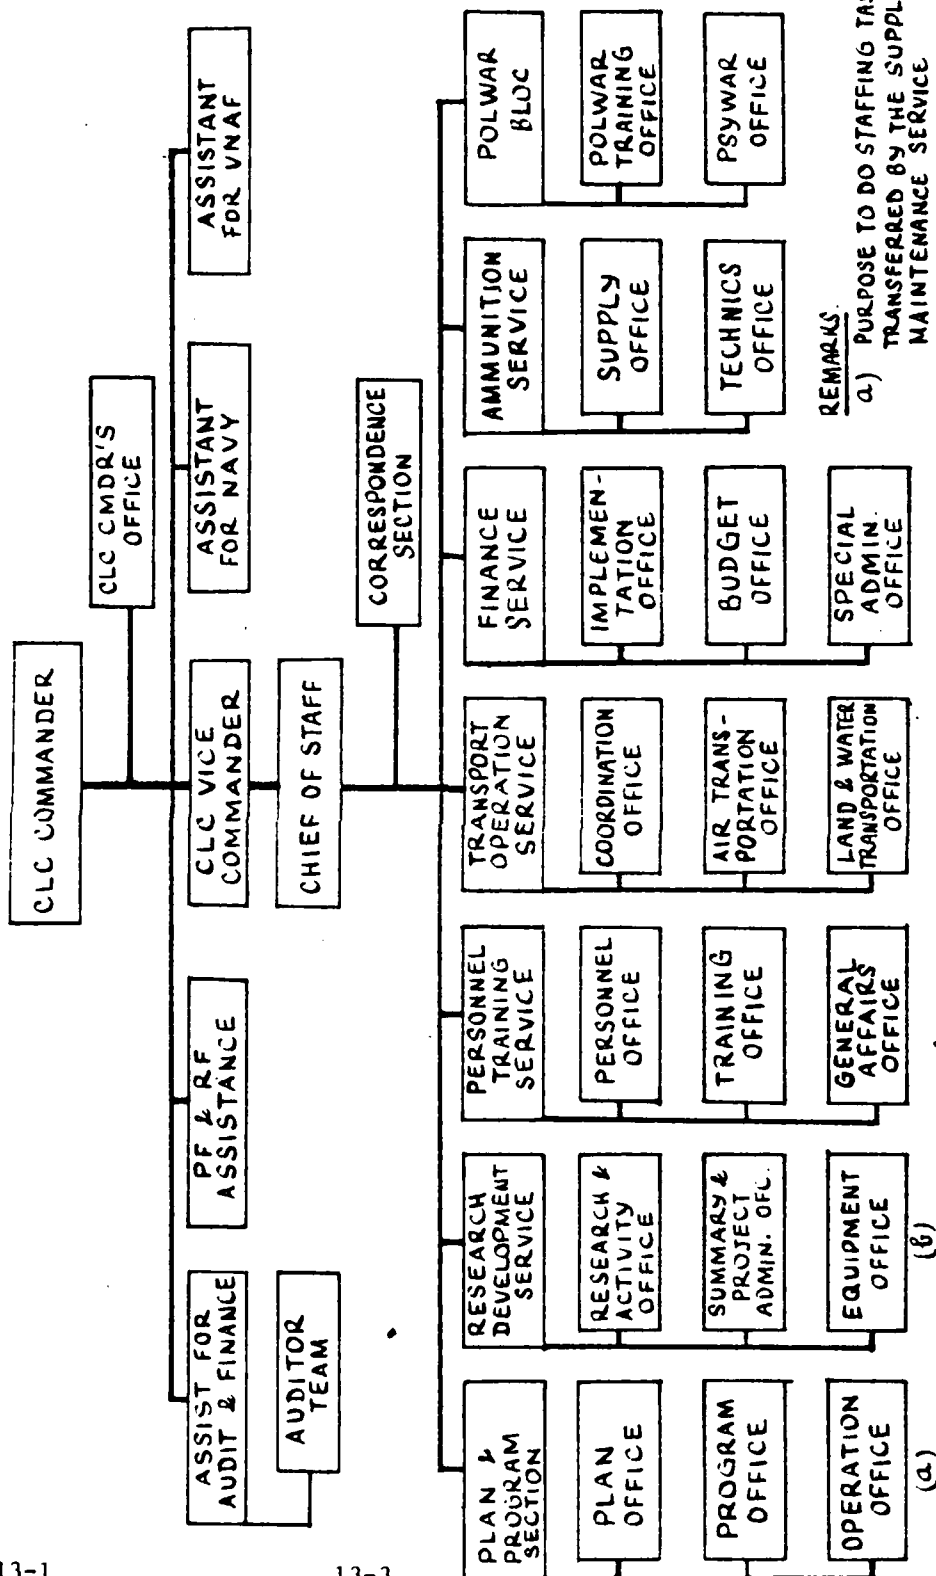 CLC COMMANDER
CLC CMDR'S
OFFICE
ASSIST FOR
AUDIT & FINANCE
PF & RF
ASSISTANCE
CLC VICE
COMMANDER
ASSISTANT
FOR NAVY
ASSISTANT
FOR VNAF
AUDITOR
TEAM
CHIEF OF STAFF
CORRESPONDENCE
SECTION
PLAN &
PROGRAM
SECTION
PLAN
OFFICE
PROGRAM
OFFICE
OPERATION
OFFICE
(a)
RESEARCH
DEVELOPMENT
SERVICE
RESEARCH &
ACTIVITY
OFFICE
SUMMARY &
PROJECT
ADMIN. OFC.
EQUIPMENT
OFFICE
(b)
PERSONNEL
TRAINING
SERVICE
PERSONNEL
OFFICE
TRAINING
OFFICE
GENERAL
AFFAIRS
OFFICE
TRANSPORT
OPERATION
SERVICE
COORDINATION
OFFICE
AIR TRANS-
PORTATION
OFFICE
LAND & WATER
TRANSPORTATION
OFFICE
FINANCE
SERVICE
IMPLEMEN-
TATION
OFFICE
BUDGET
OFFICE
SPECIAL
ADMIN.
OFFICE
AMMUNITION
SERVICE
SUPPLY
OFFICE
TECHNICS
OFFICE
POLWAR
BLOC
POLWAR
TRAINING
OFFICE
PSYWAR
OFFICE
REMARKS.
a) PURPOSE TO DO STAFFING
TRANSFERRED BY THE
MAINTENANCE SERVICE
13-1
13-3